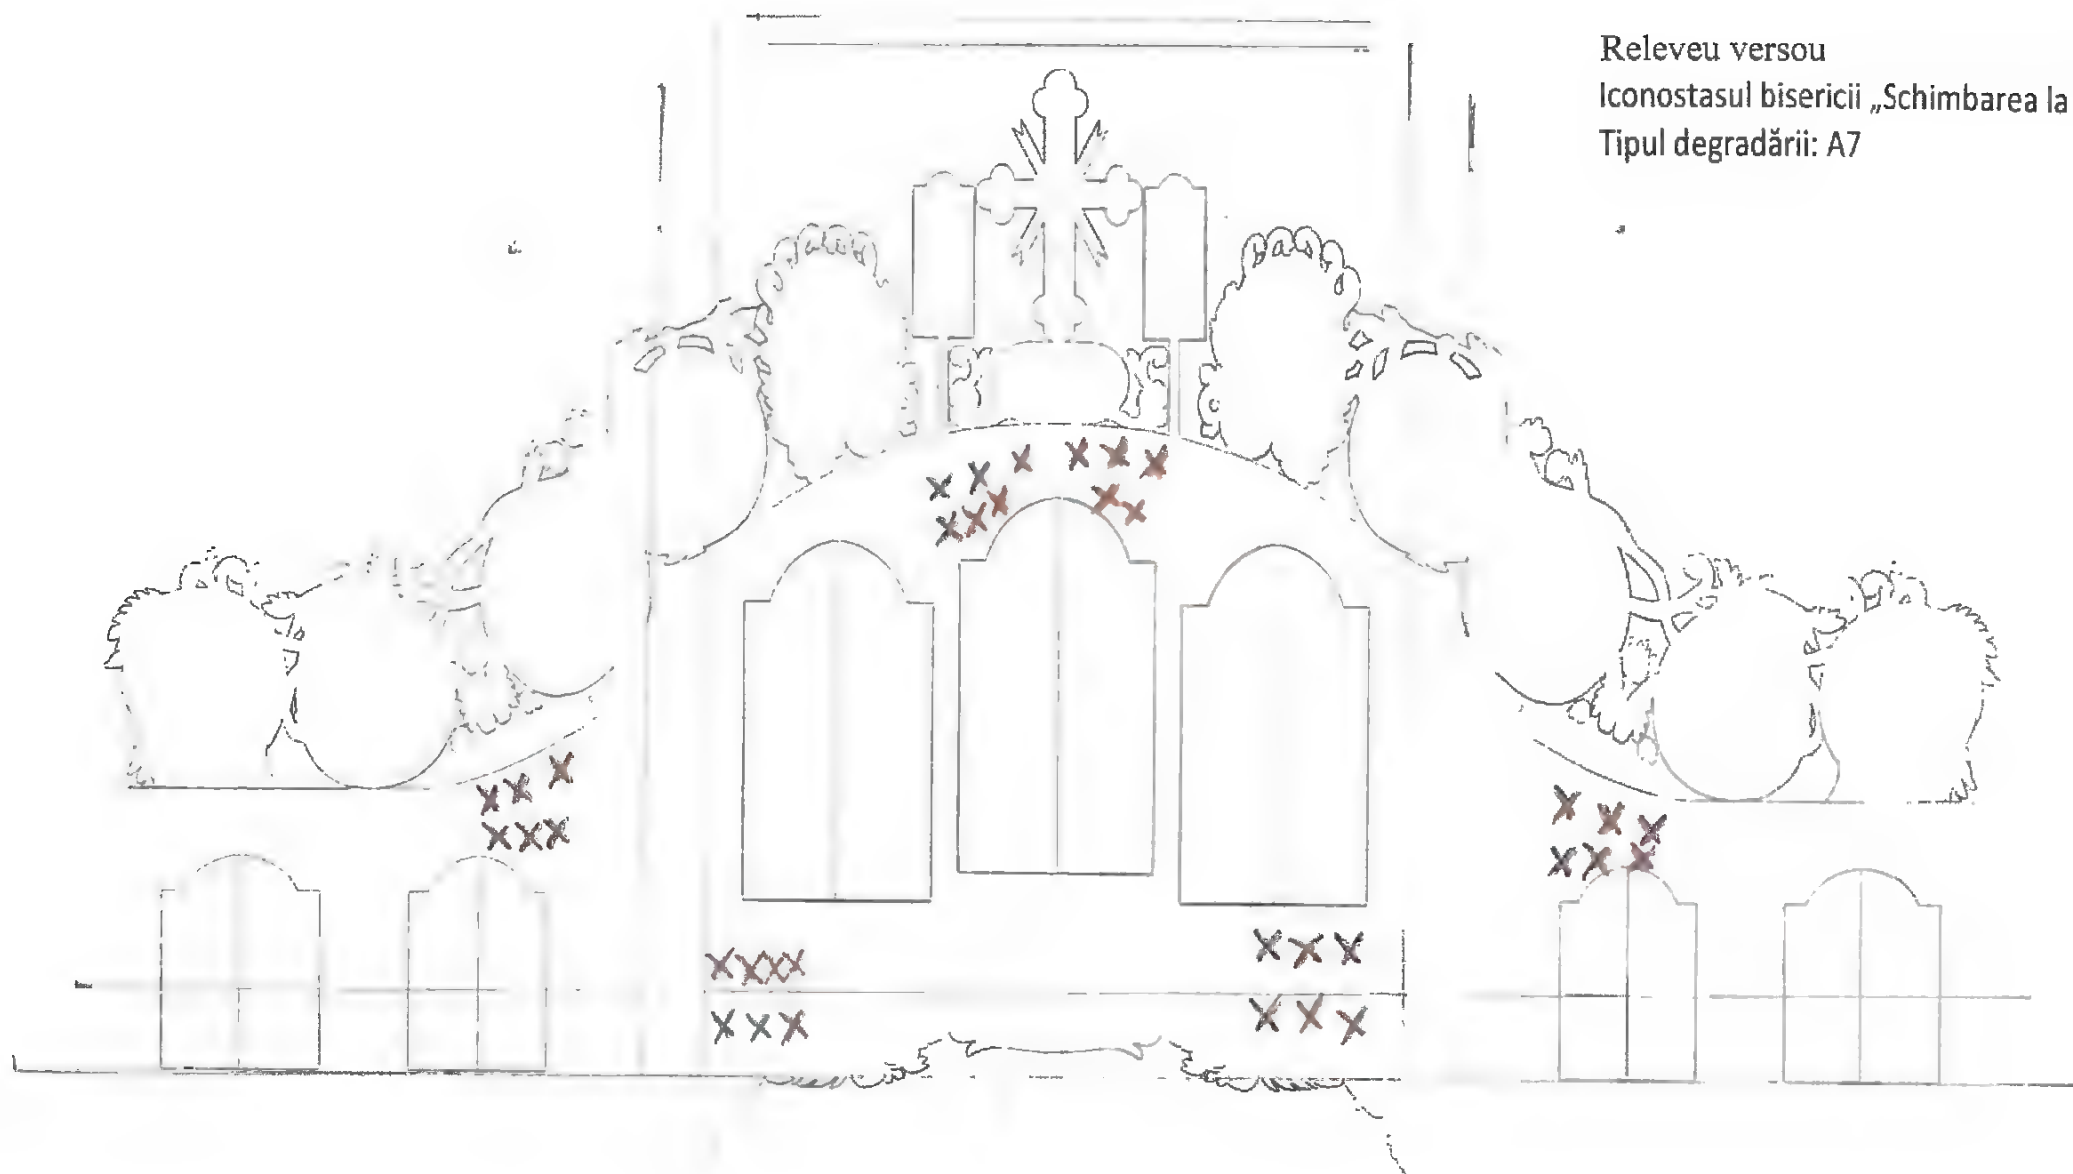 Releveu versou
Iconostasul bisericii „Schimbarea la
Tipul degradării: A7